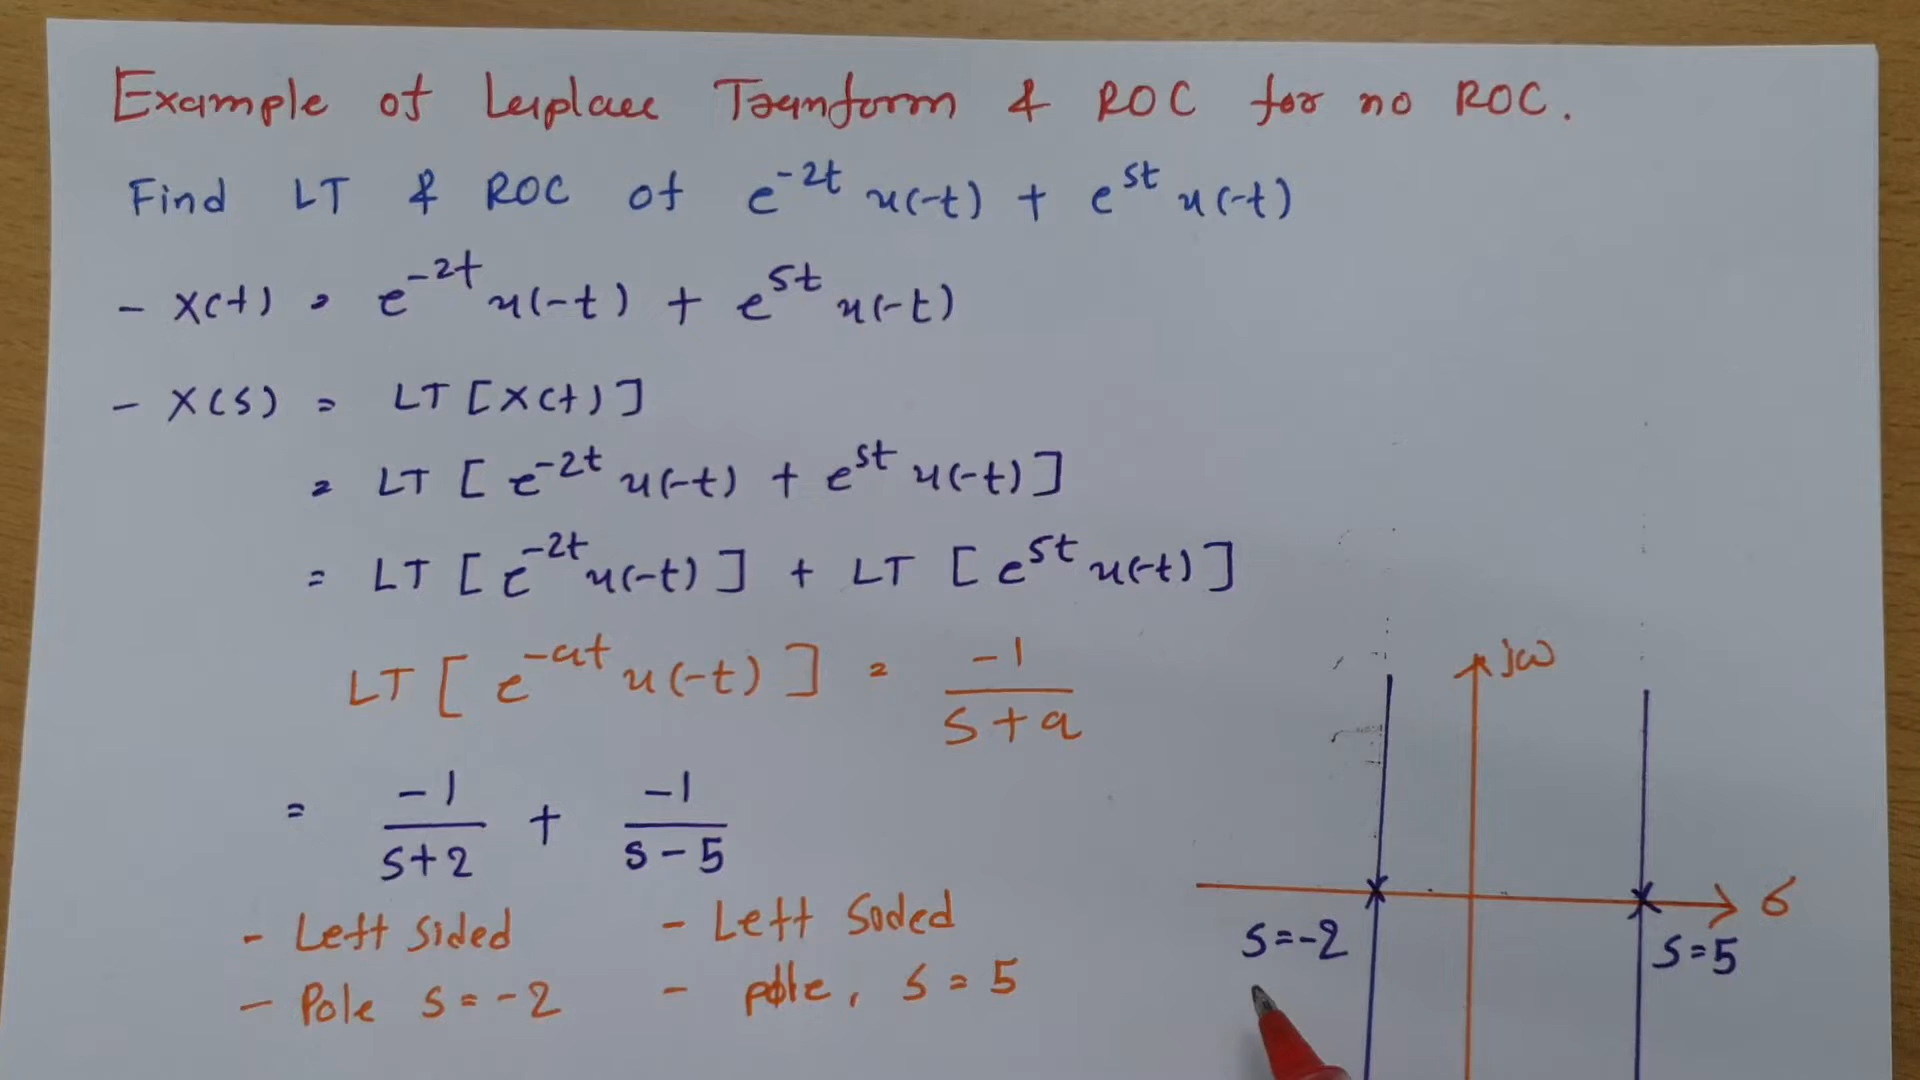 Example of Laplace Tranform & ROC for no ROC.
Find LT & ROC of e^-2t u(-t) + e^5t u(-t)
- x(t) = e^-2t u(-t) + e^5t u(-t)
- X(s) = LT [x(t)]
= LT [e^-2t u(-t) + e^5t u(-t)]
= LT [e^-2t u(-t)] + LT [e^5t u(-t)]
LT [e^-at u(-t)] = -1/(s+a)
= -1/(s+2) + -1/(s-5)
- Left Sided
- Pole s = -2
- Left Soded
- pole, s = 5
jω
σ
s=-2
s=5